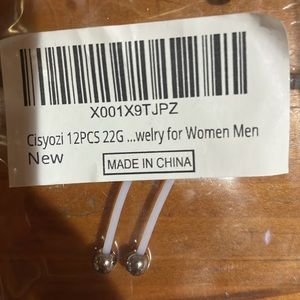 X001X9TJPZ
Cisyozi 12PCS 22G ...welry for Women Men
New
MADE IN CHINA